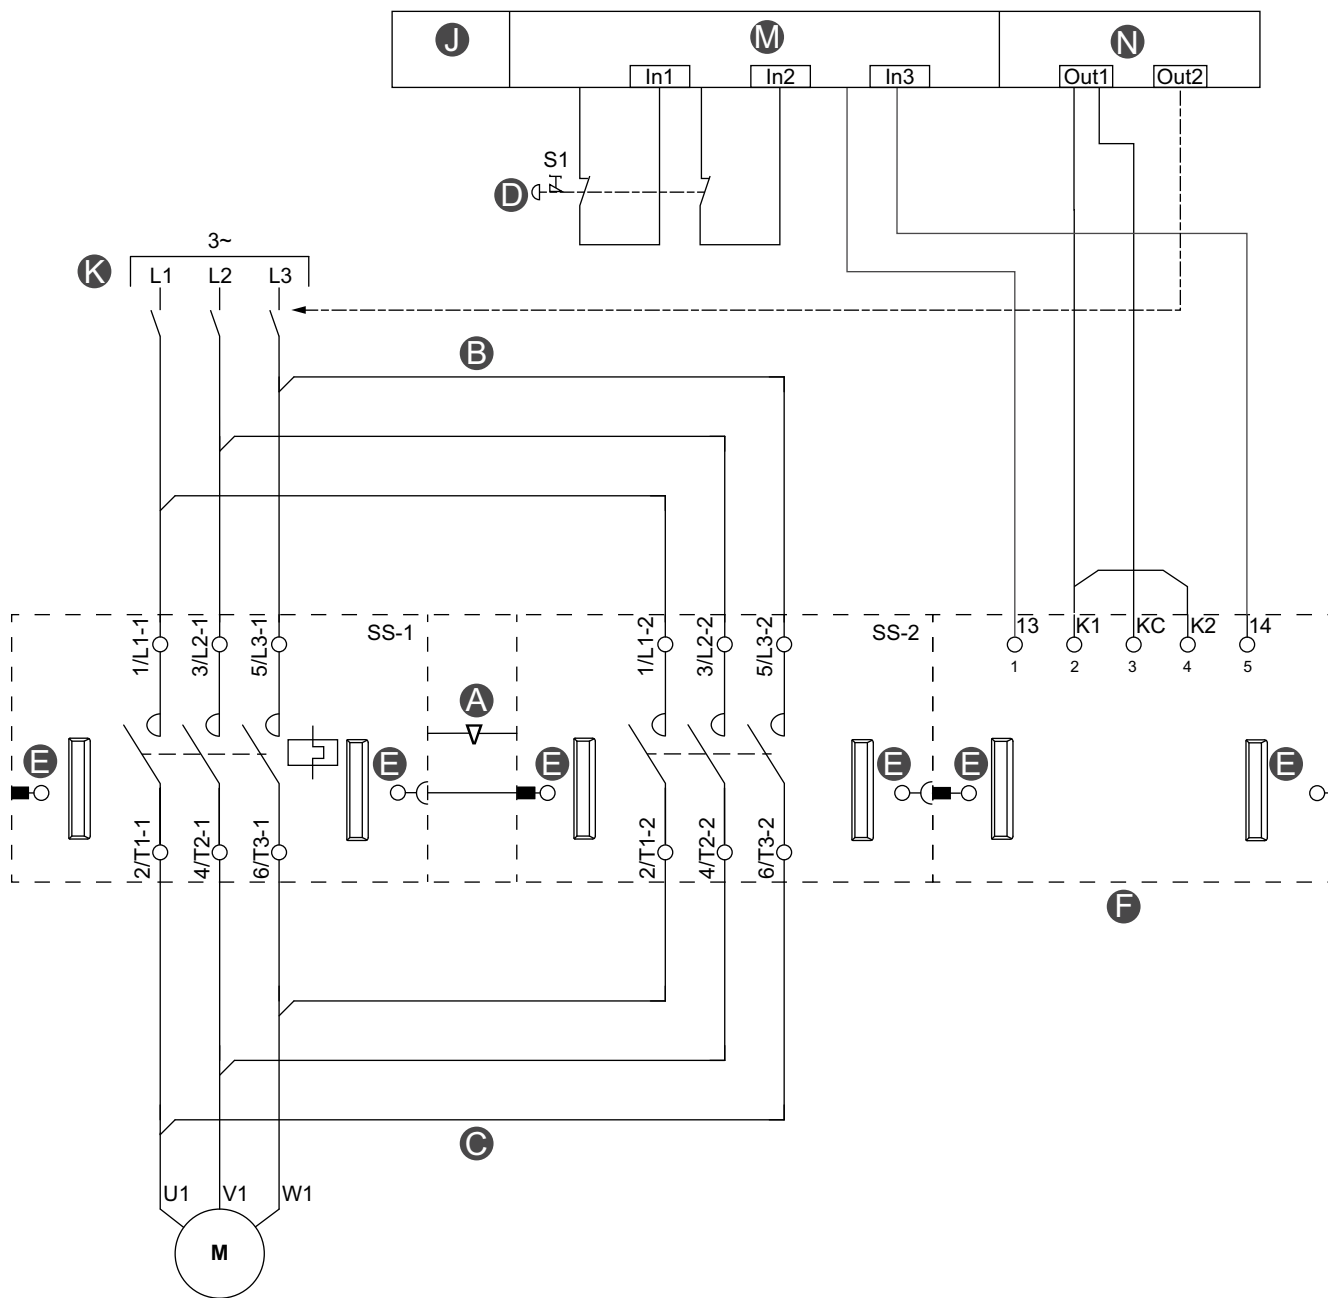 J M N
In1 In2 In3 Out1 Out2
S1
D
3~
K L1 L2 L3
B
1/L1-1 3/L2-1 5/L3-1 SS-1 1/L1-2 3/L2-2 5/L3-2 SS-2 13 K1 KC K2 14
1 2 3 4 5
A
E E E E E E
2/T1-1 4/T2-1 6/T3-1 2/T1-2 4/T2-2 6/T3-2
F
C
U1 V1 W1
M